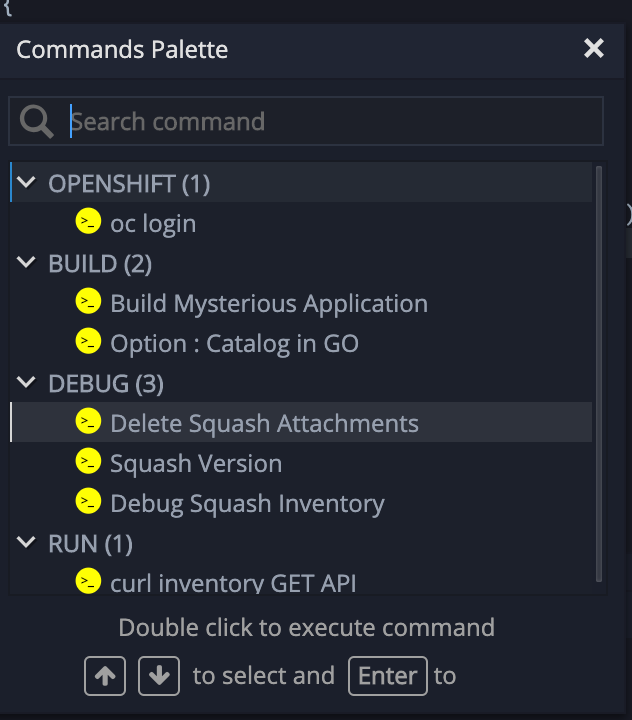 {
Commands Palette
Search command
OPENSHIFT (1)
>_ oc login
BUILD (2)
>_ Build Mysterious Application
>_ Option : Catalog in GO
DEBUG (3)
>_ Delete Squash Attachments
>_ Squash Version
>_ Debug Squash Inventory
RUN (1)
>_ curl inventory GET API
Double click to execute command
↑ ↓ to select and Enter to